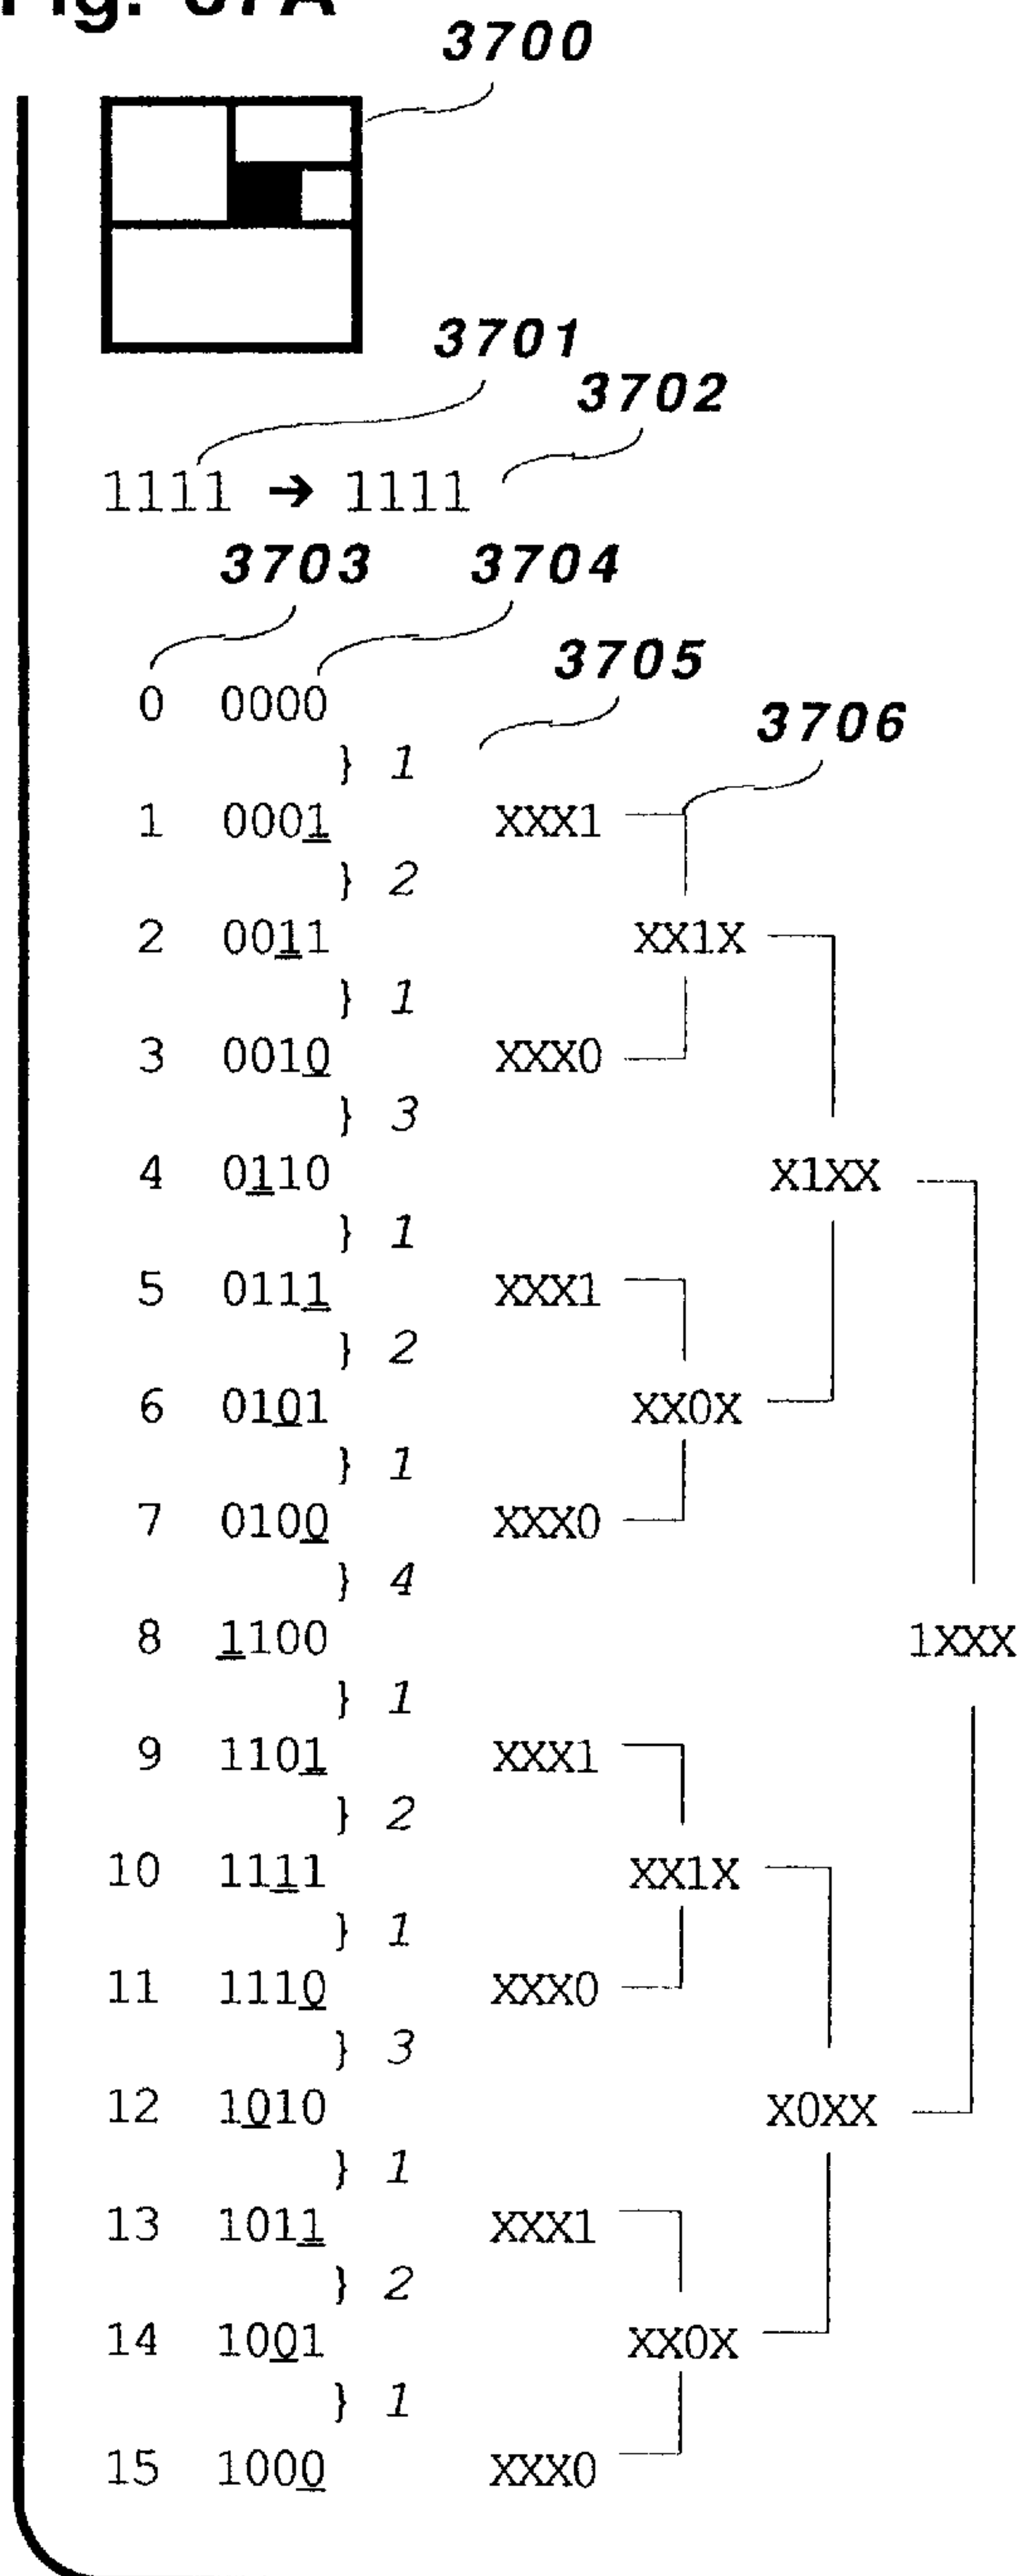 Fig. 37A
3700
3701
3702
1111 → 1111
3703 3704
3705
3706
0 0000
} 1
1 0001 XXX1
} 2
2 0011 XX1X
} 1
3 0010 XXX0
} 3
4 0110 X1XX
} 1
5 0111 XXX1
} 2
6 0101 XX0X
} 1
7 0100 XXX0
} 4
8 1100 1XXX
} 1
9 1101 XXX1
} 2
10 1111 XX1X
} 1
11 1110 XXX0
} 3
12 1010 X0XX
} 1
13 1011 XXX1
} 2
14 1001 XX0X
} 1
15 1000 XXX0